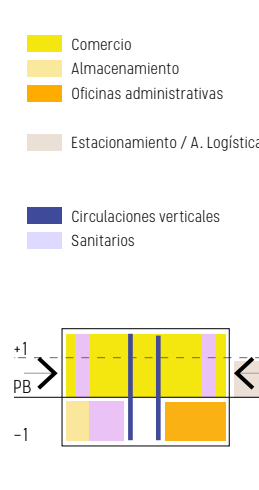 Comercio
Almacenamiento
Oficinas administrativas
Estacionamiento / A. Logística
Circulaciones verticales
Sanitarios
+1
PB
-1